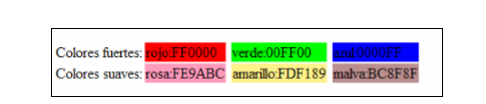 Colores fuertes: rojo:FF0000 verde:00FF00 azul:0000FF
Colores suaves: rosa:FE9ABC amarillo:FDF189 malva:BC8F8F